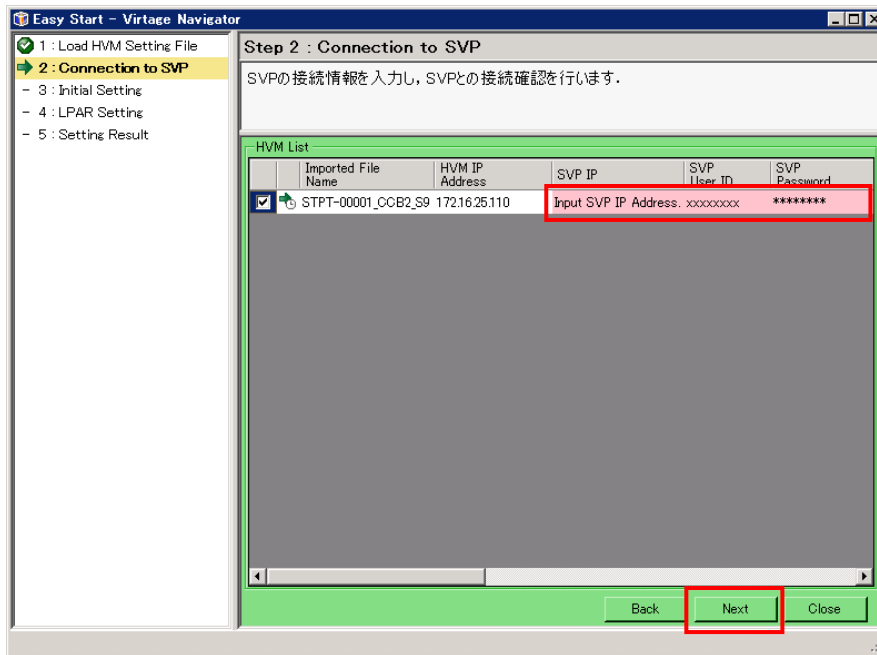 Easy Start - Virtage Navigator
1 : Load HVM Setting File
2 : Connection to SVP
- 3 : Initial Setting
- 4 : LPAR Setting
- 5 : Setting Result
Step 2 : Connection to SVP
SVPの接続情報を入力し，SVPとの接続確認を行います．
HVM List
Imported File Name HVM IP Address SVP IP SVP User ID SVP Password
STPT-00001_CCB2_S9 172.16.25.110 Input SVP IP Address. xxxxxxxx ********
Back Next Close